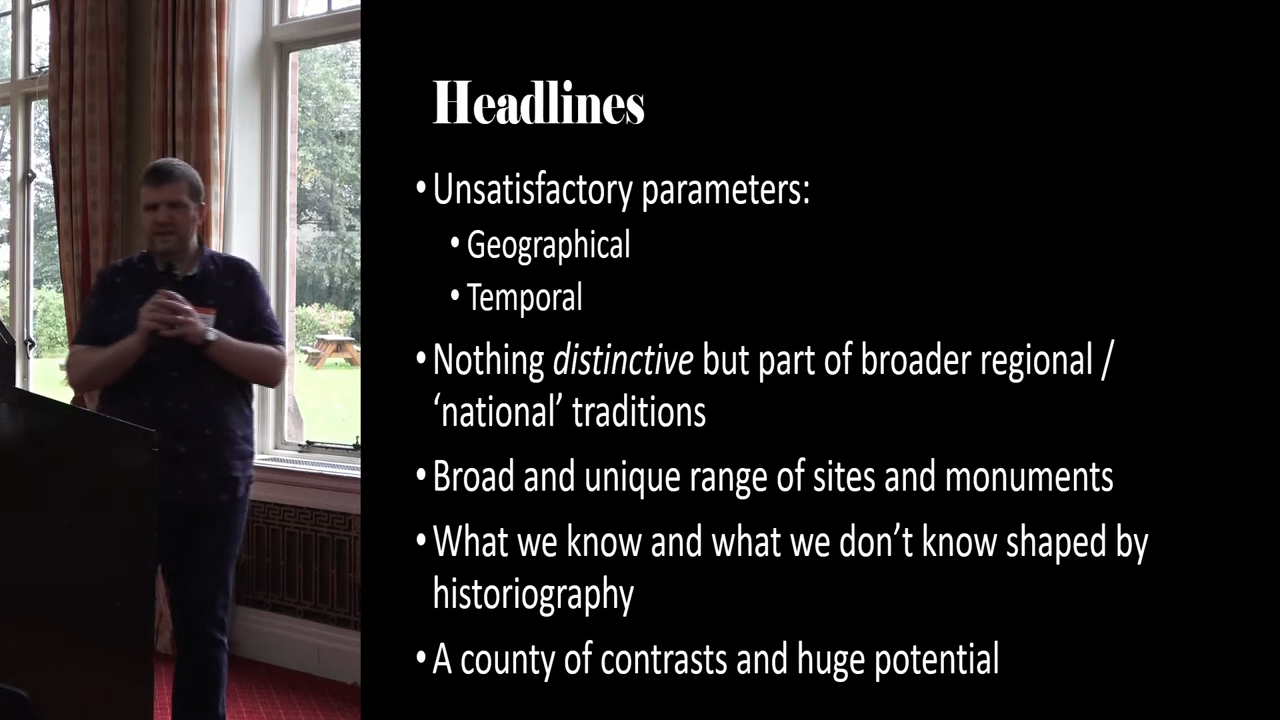 Headlines
•Unsatisfactory parameters:
•Geographical
•Temporal
•Nothing distinctive but part of broader regional /
‘national’ traditions
•Broad and unique range of sites and monuments
•What we know and what we don’t know shaped by
historiography
•A county of contrasts and huge potential